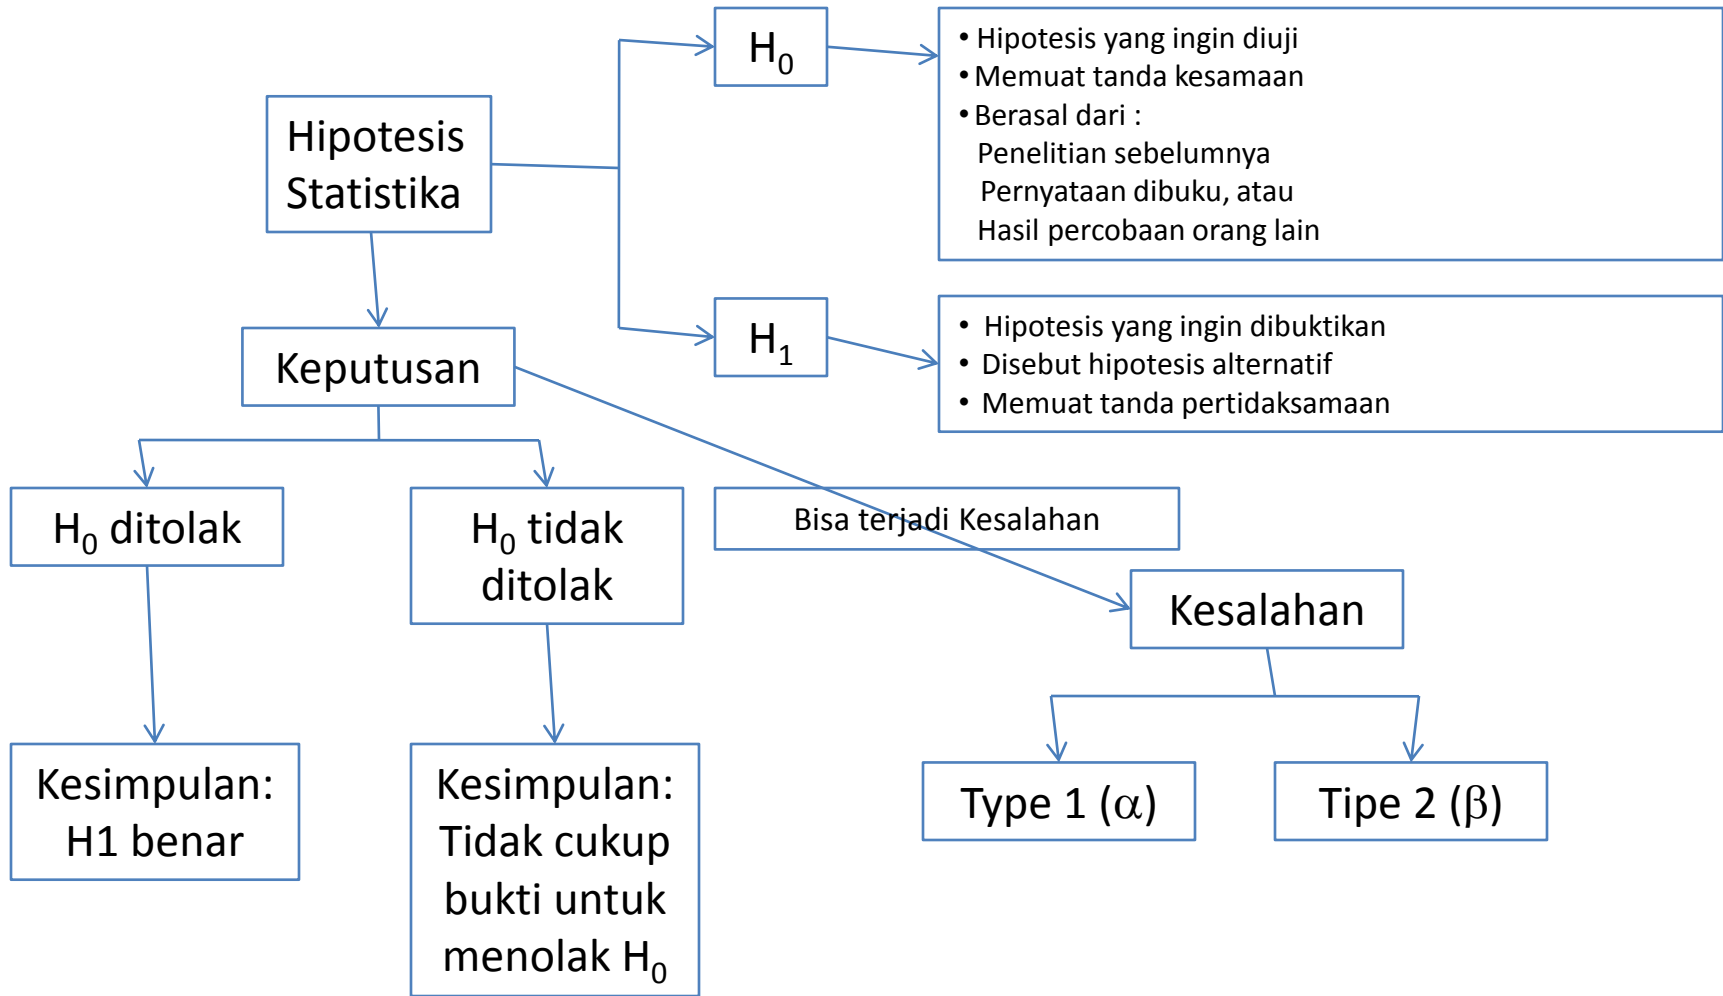 H₀
• Hipotesis yang ingin diuji
• Memuat tanda kesamaan
• Berasal dari :
Penelitian sebelumnya
Pernyataan dibuku, atau
Hasil percobaan orang lain
Hipotesis
Statistika
H₁
• Hipotesis yang ingin dibuktikan
• Disebut hipotesis alternatif
• Memuat tanda pertidaksamaan
Keputusan
H₀ ditolak
H₀ tidak
ditolak
Bisa terjadi Kesalahan
Kesalahan
Kesimpulan:
H1 benar
Kesimpulan:
Tidak cukup
bukti untuk
menolak H₀
Type 1 (α)
Tipe 2 (β)